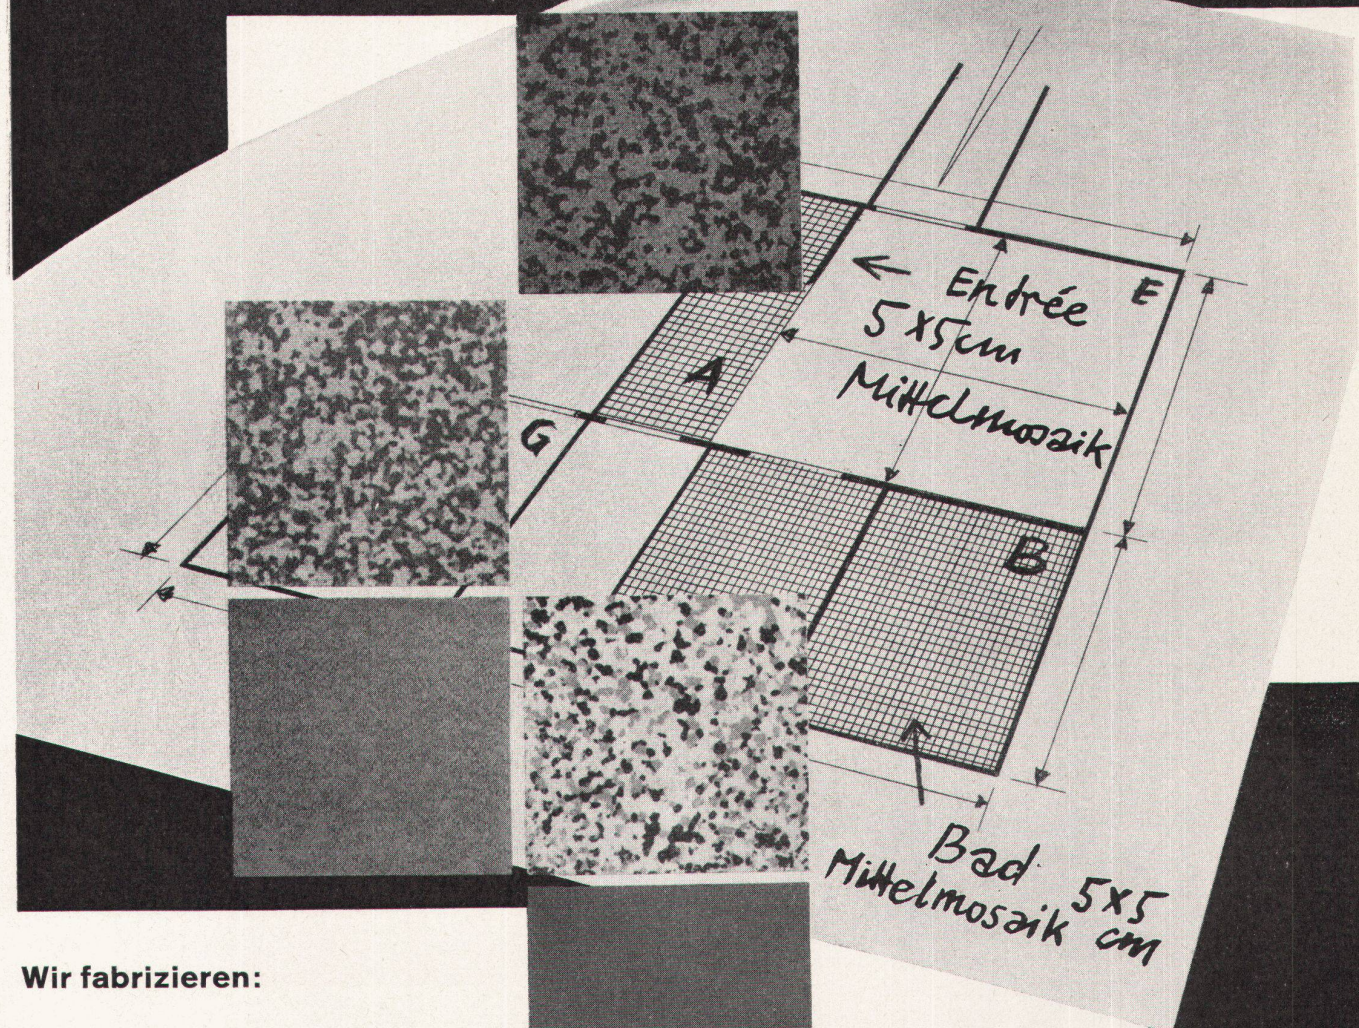 E
Entrée
5x5cm
Mittelmosaik
A
G
B
Bad 5x5
Mittelmosaik cm
Wir fabrizieren: